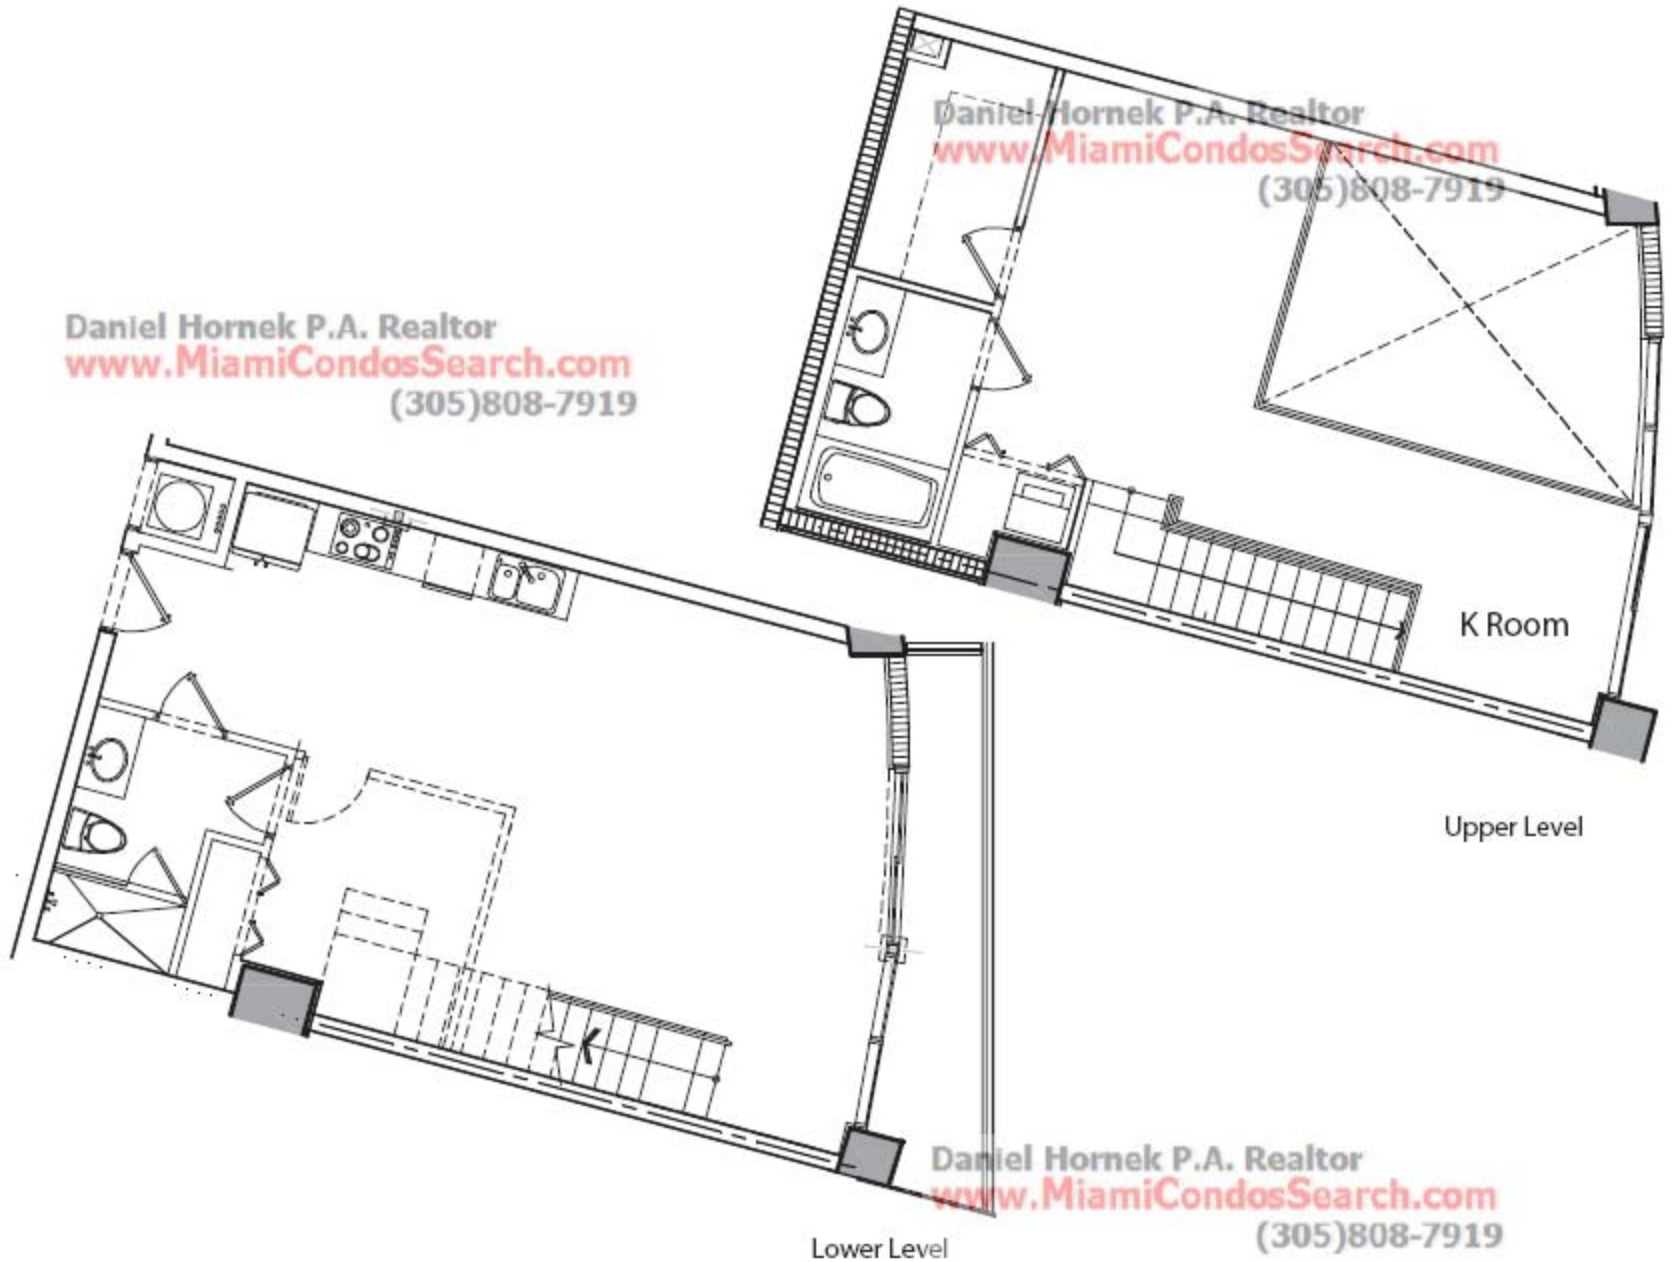 Daniel Hornek P.A. Realtor
www.MiamiCondosSearch.com
(305)808-7919
Daniel Hornek P.A. Realtor
www.MiamiCondosSearch.com
(305)808-7919
K Room
Upper Level
K
Daniel Hornek P.A. Realtor
www.MiamiCondosSearch.com
(305)808-7919
Lower Level